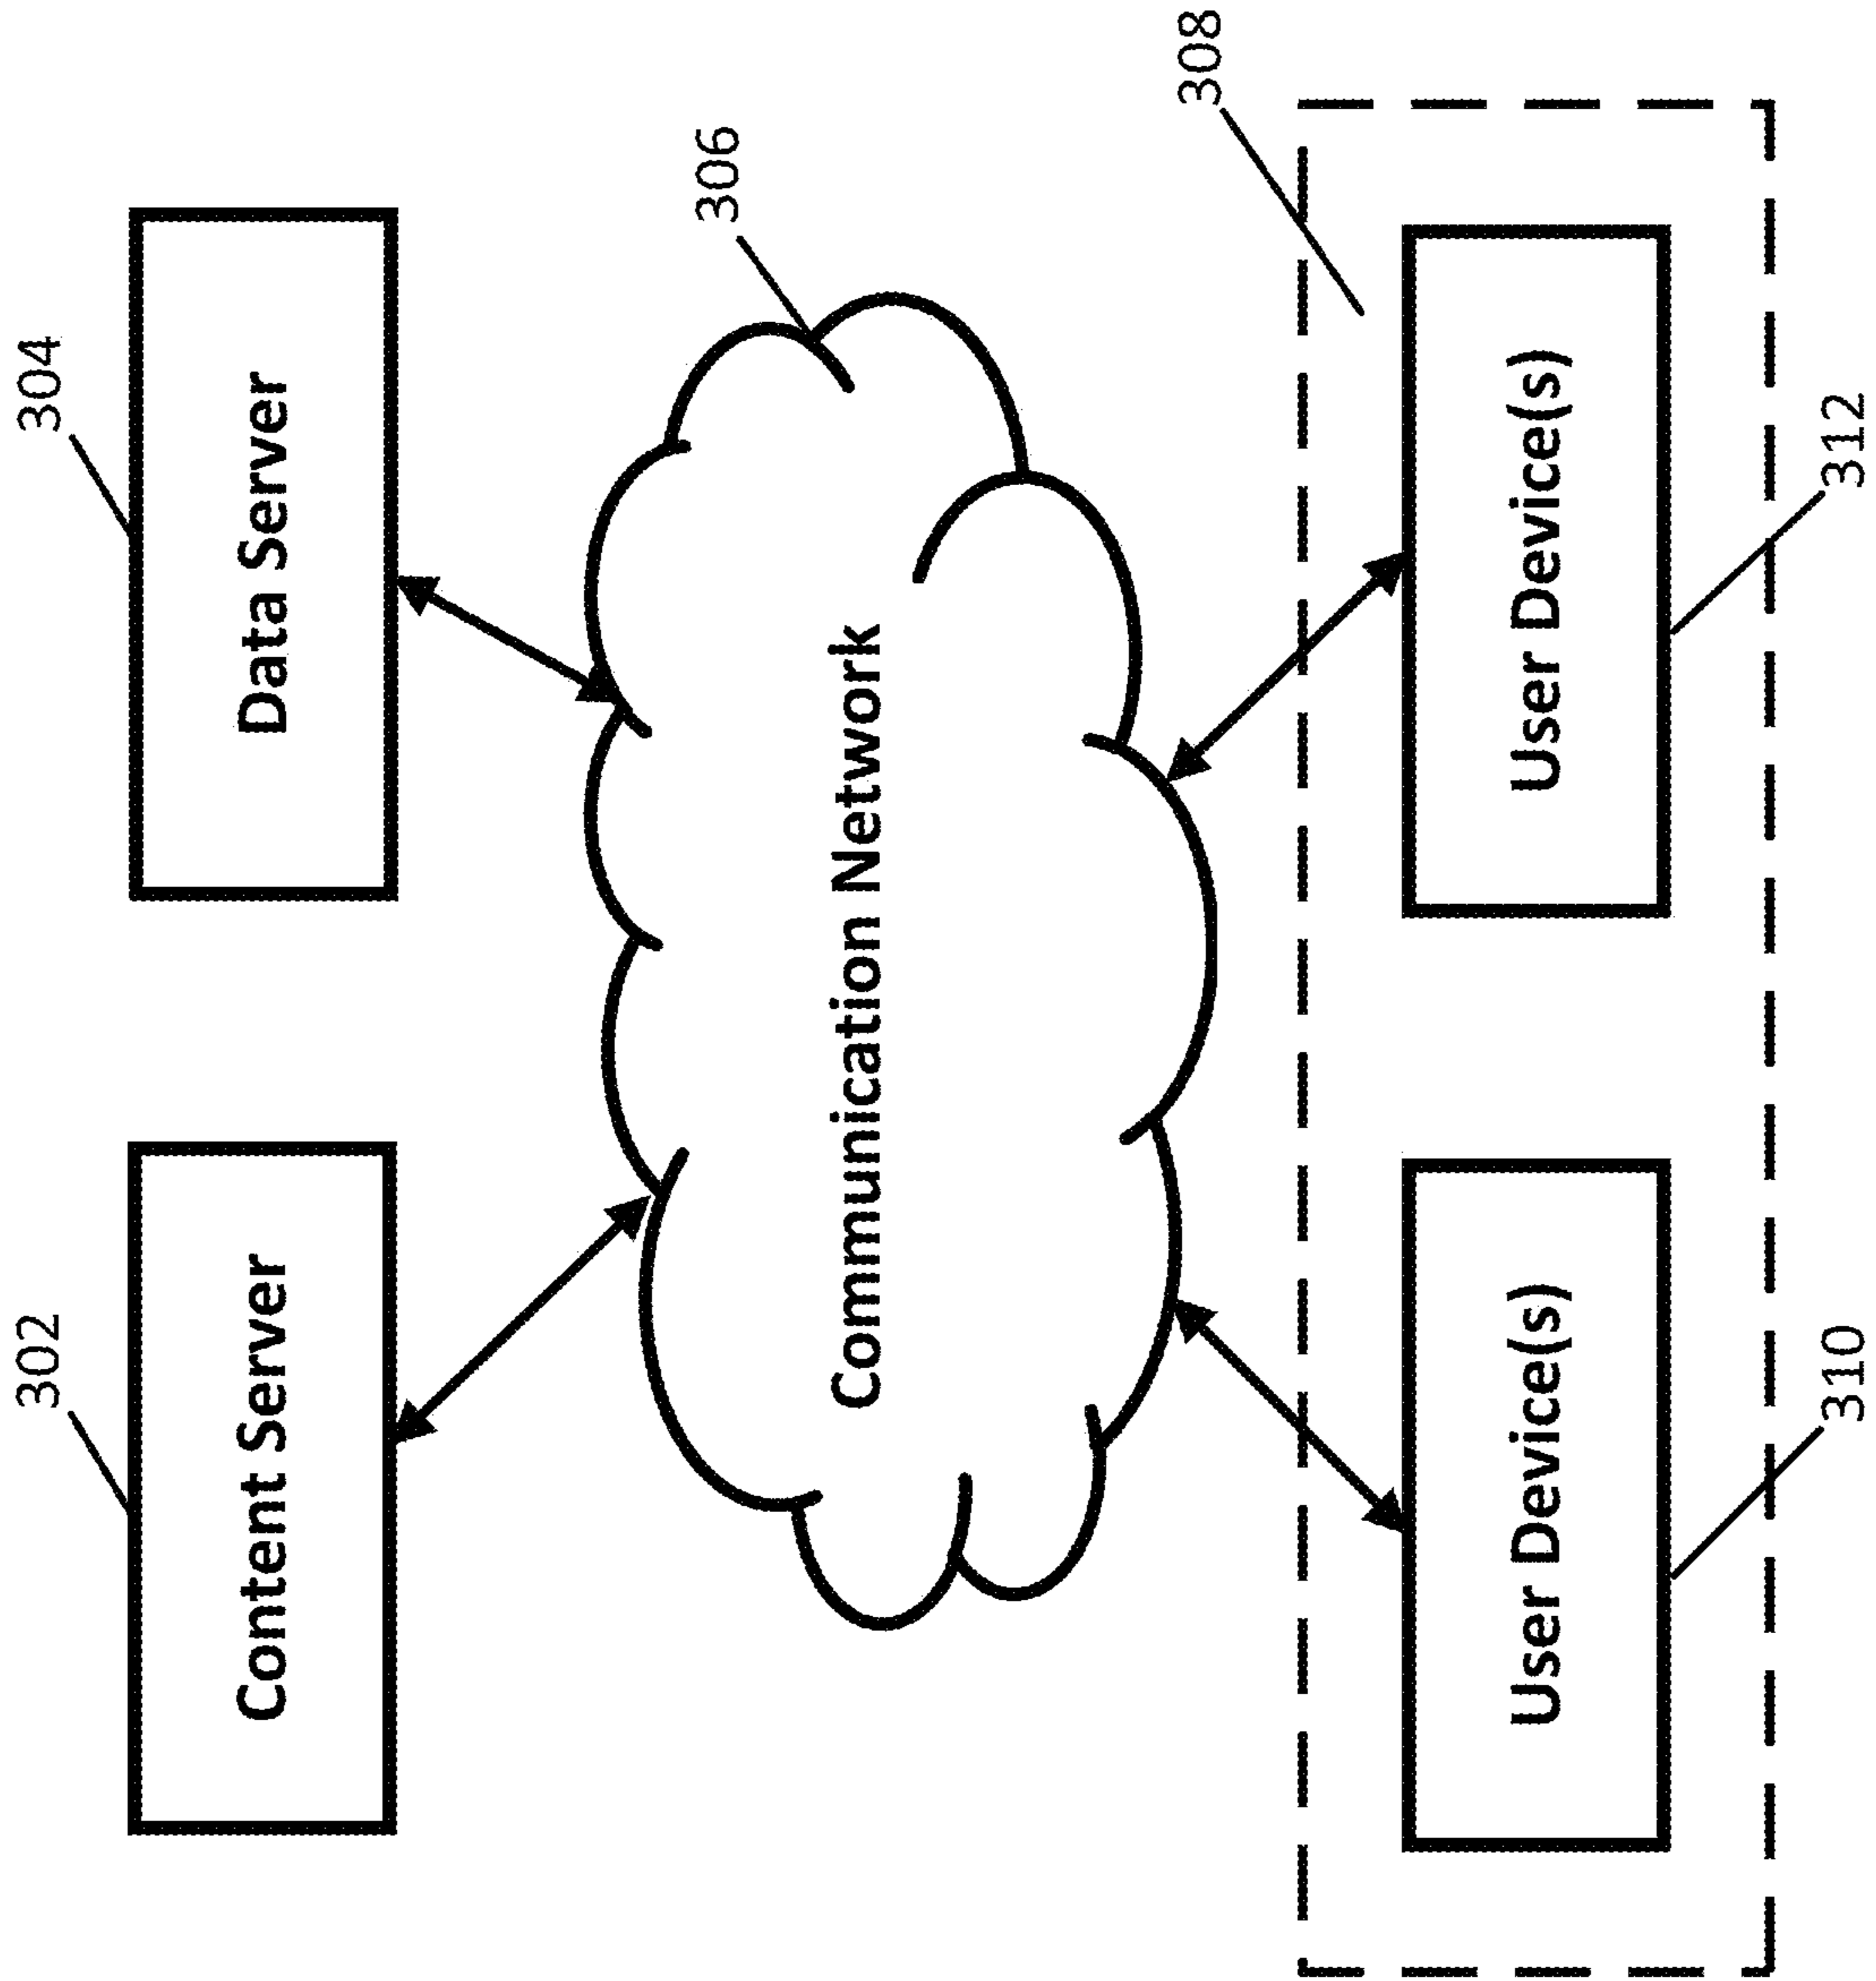 302
304
Content Server
Data Server
306
Communication Network
308
User Device(s)
User Device(s)
310
312